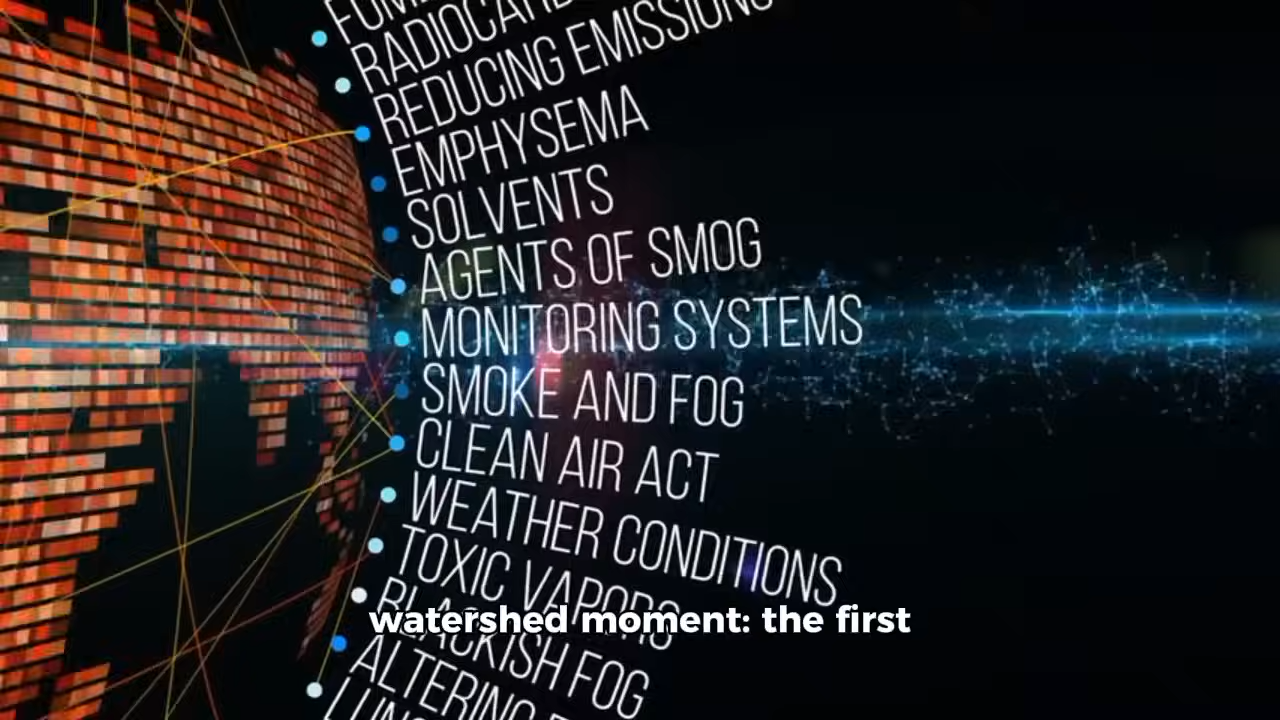 REDUCING EMISSIONS
EMPHYSEMA
SOLVENTS
AGENTS OF SMOG
MONITORING SYSTEMS
SMOKE AND FOG
CLEAN AIR ACT
WEATHER CONDITIONS
TOXIC VAPORS
watershed moment: the first
BLACKISH FOG
ALTERING